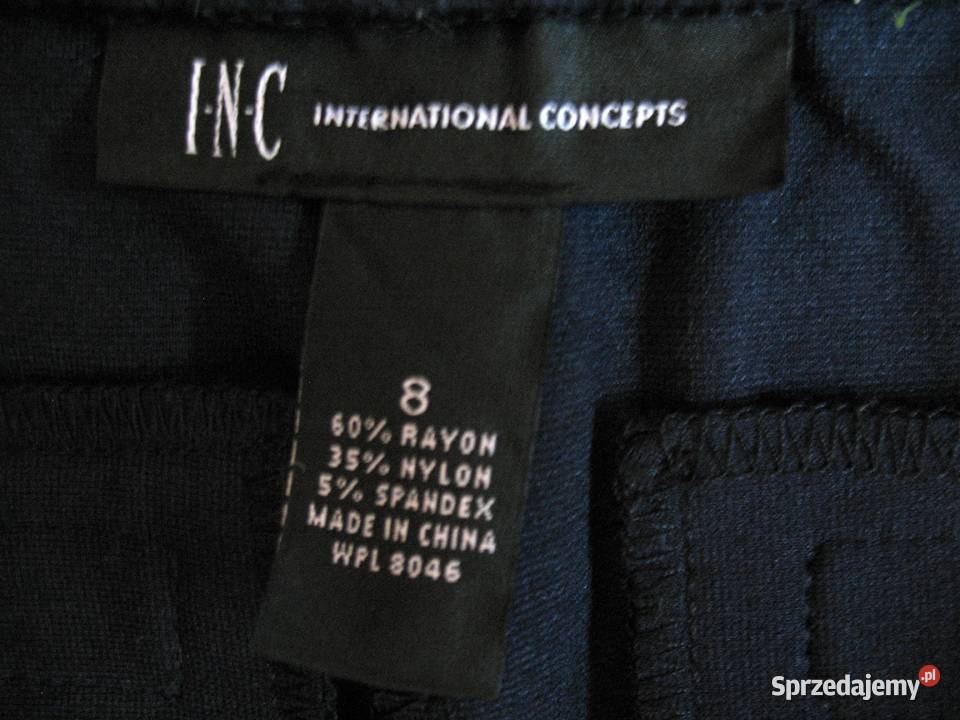 I·N·C INTERNATIONAL CONCEPTS
8
60% RAYON
35% NYLON
5% SPANDEX
MADE IN CHINA
WPL 8046
Sprzedajemy.pl